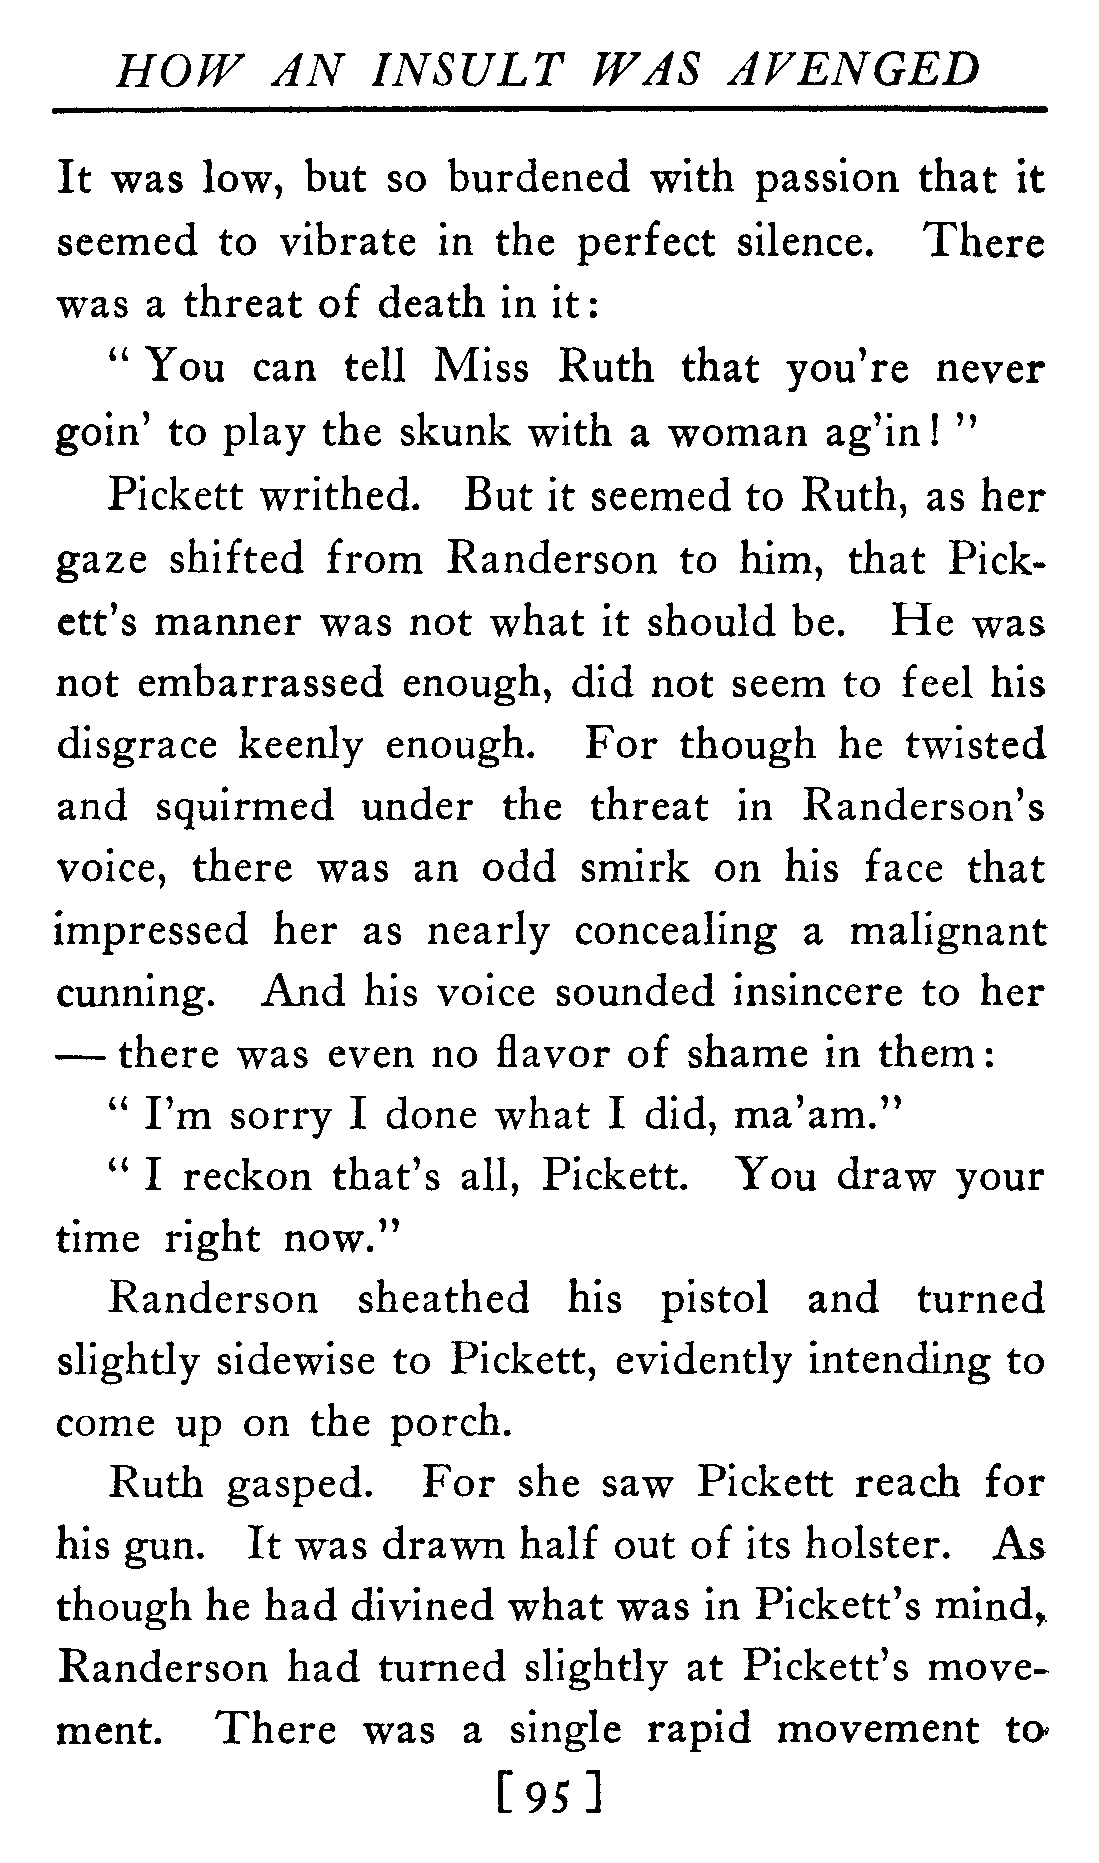 HOW AN INSULT WAS AVENGED
It was low, but so burdened with passion that it
seemed to vibrate in the perfect silence. There
was a threat of death in it:
" You can tell Miss Ruth that you're never
goin' to play the skunk with a woman ag'in! "
Pickett writhed. But it seemed to Ruth, as her
gaze shifted from Randerson to him, that Pick-
ett's manner was not what it should be. He was
not embarrassed enough, did not seem to feel his
disgrace keenly enough. For though he twisted
and squirmed under the threat in Randerson's
voice, there was an odd smirk on his face that
impressed her as nearly concealing a malignant
cunning. And his voice sounded insincere to her
— there was even no flavor of shame in them:
" I'm sorry I done what I did, ma'am."
" I reckon that's all, Pickett. You draw your
time right now."
Randerson sheathed his pistol and turned
slightly sidewise to Pickett, evidently intending to
come up on the porch.
Ruth gasped. For she saw Pickett reach for
his gun. It was drawn half out of its holster. As
though he had divined what was in Pickett's mind,
Randerson had turned slightly at Pickett's move-
ment. There was a single rapid movement to
[ 95 ]